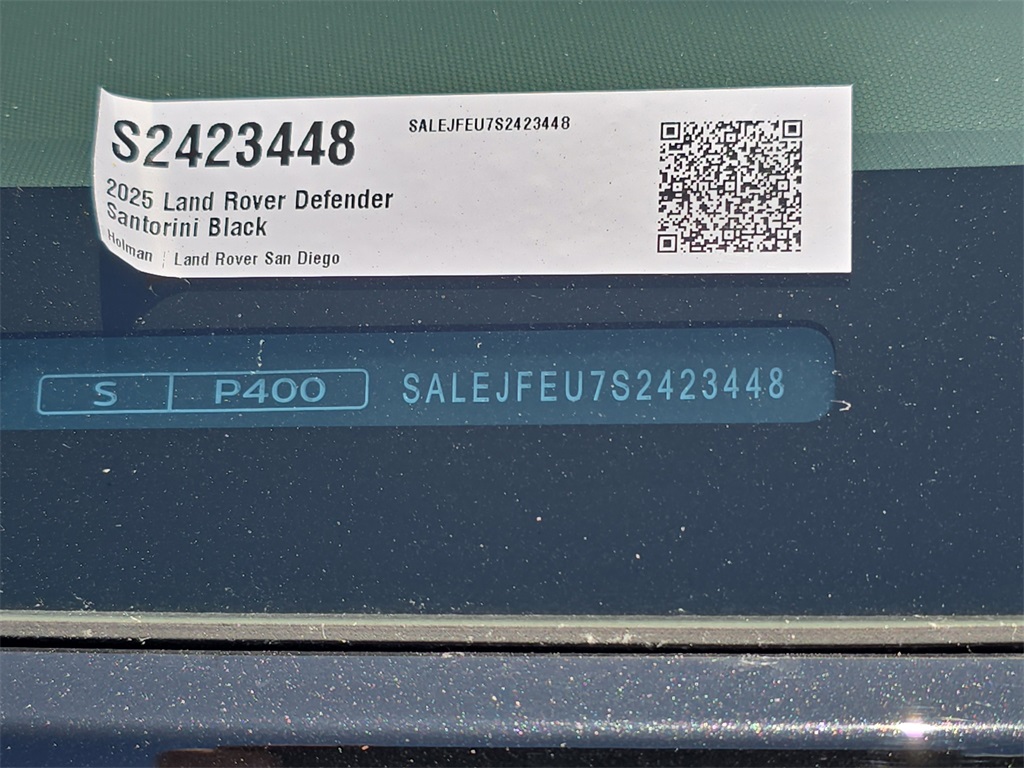 S2423448
SALEJFEU7S2423448
2025 Land Rover Defender
Santorini Black
Holman | Land Rover San Diego
S P400 SALEJFEU7S2423448